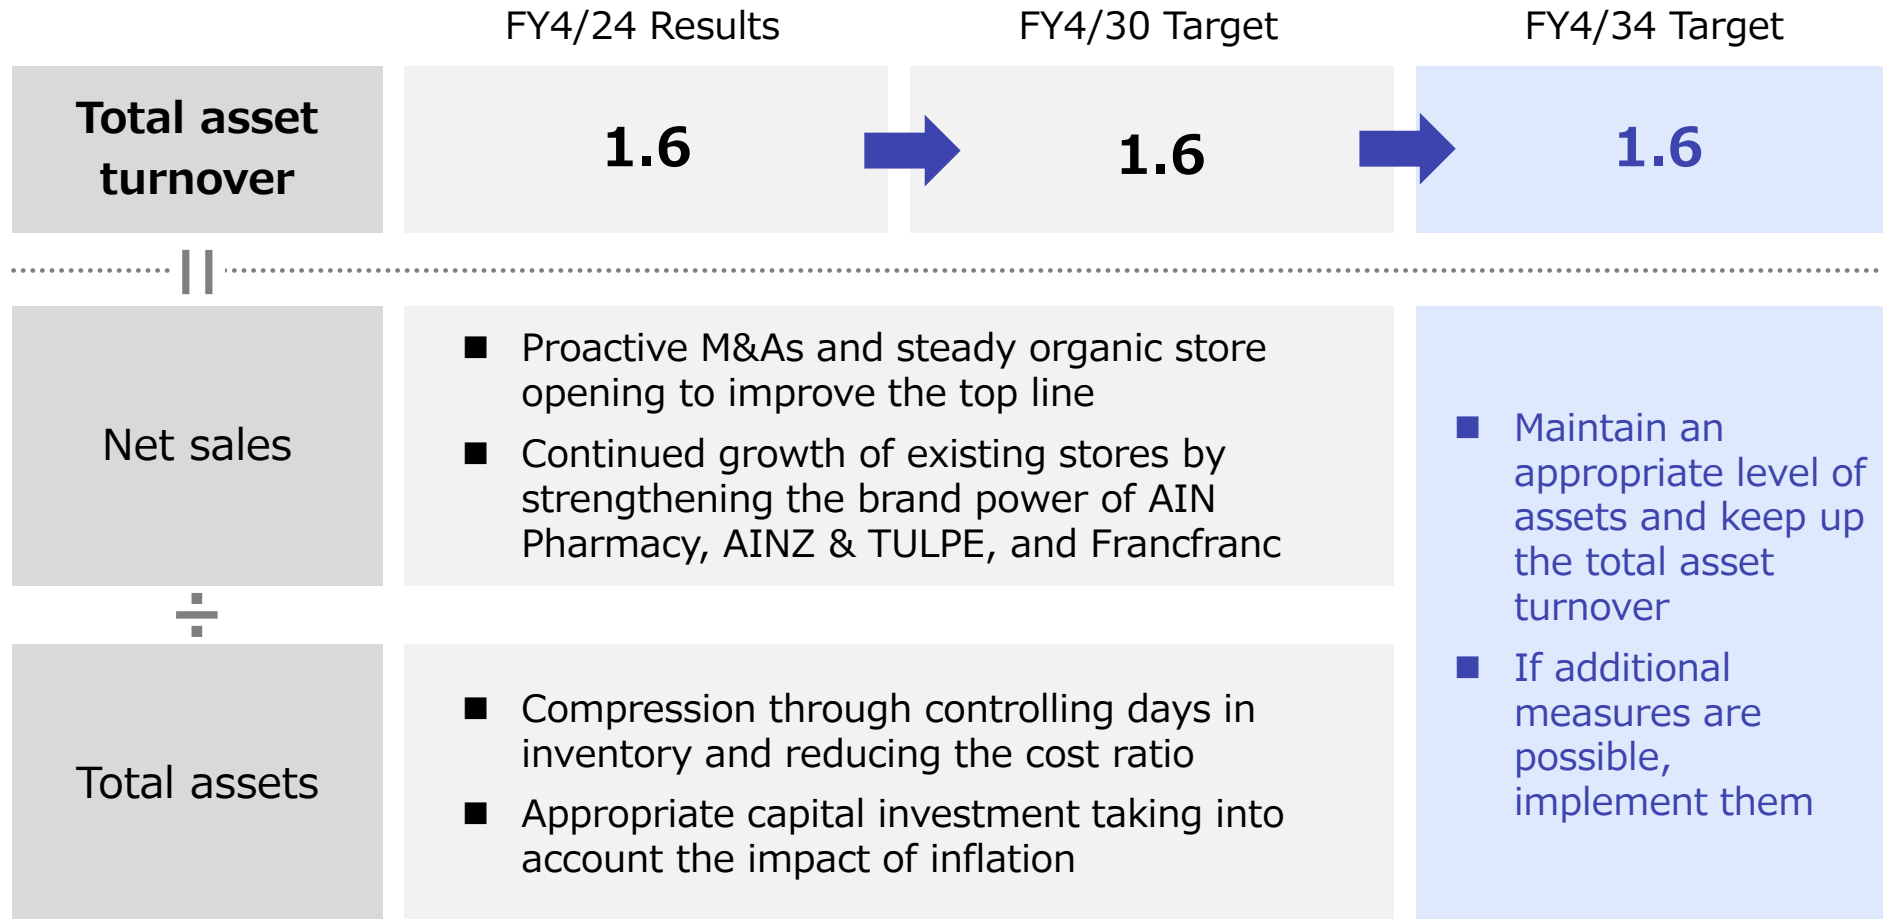 FY4/24 Results
FY4/30 Target
FY4/34 Target
Total asset
turnover
1.6
1.6
1.6
Net sales
■ Proactive M&As and steady organic store
opening to improve the top line
■ Continued growth of existing stores by
strengthening the brand power of AIN
Pharmacy, AINZ & TULPE, and Francfranc
÷
Total assets
■ Compression through controlling days in
inventory and reducing the cost ratio
■ Appropriate capital investment taking into
account the impact of inflation
■ Maintain an
appropriate level of
assets and keep up
the total asset
turnover
■ If additional
measures are
possible,
implement them